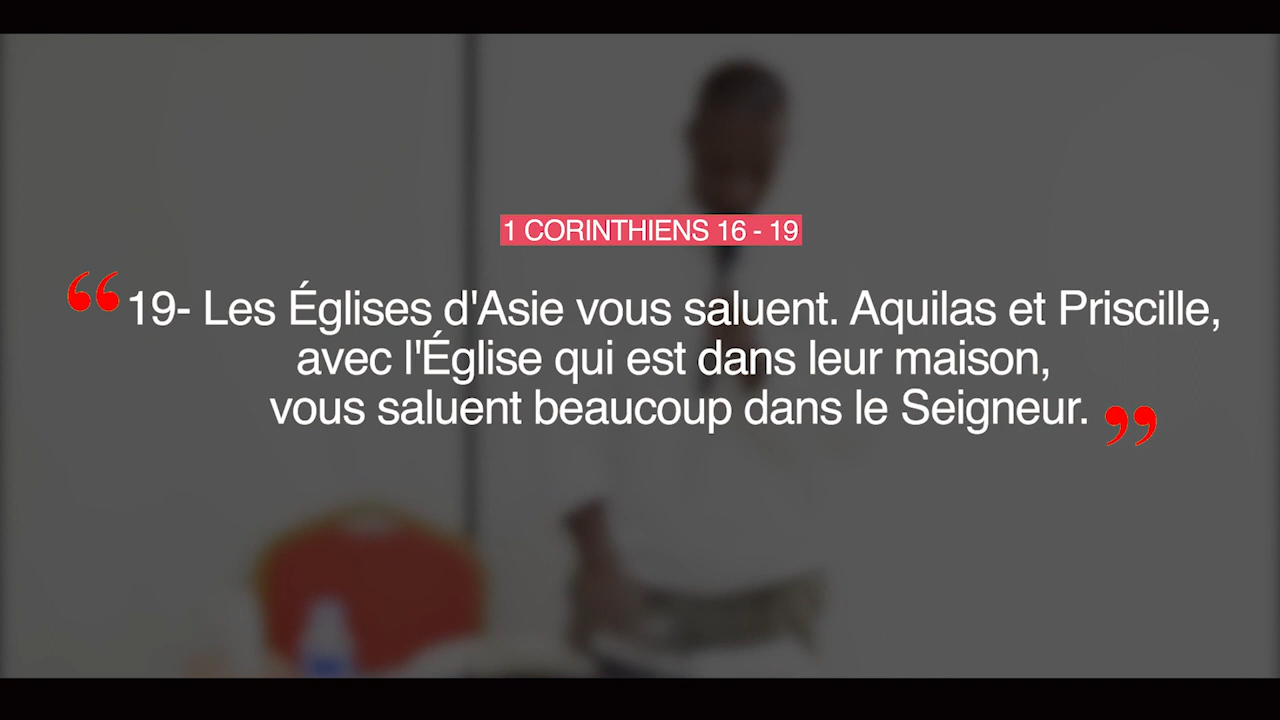 1 CORINTHIENS 16 - 19
“ 19- Les Églises d'Asie vous saluent. Aquilas et Priscille,
avec l'Église qui est dans leur maison,
vous saluent beaucoup dans le Seigneur. ”